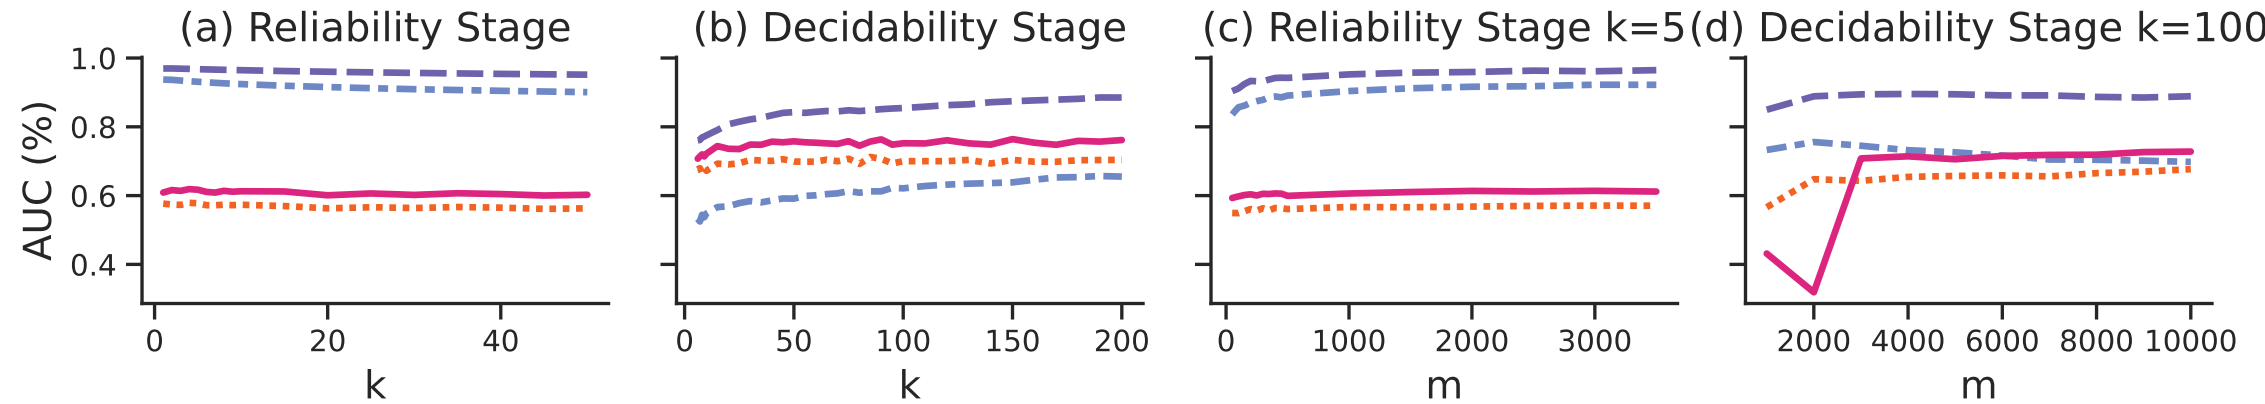 (a) Reliability Stage
(b) Decidability Stage
(c) Reliability Stage k=5
(d) Decidability Stage k=100
AUC (%)
1.0
0.8
0.6
0.4
0 20 40
0 50 100 150 200
0 1000 2000 3000
2000 4000 6000 8000 10000
k
k
m
m